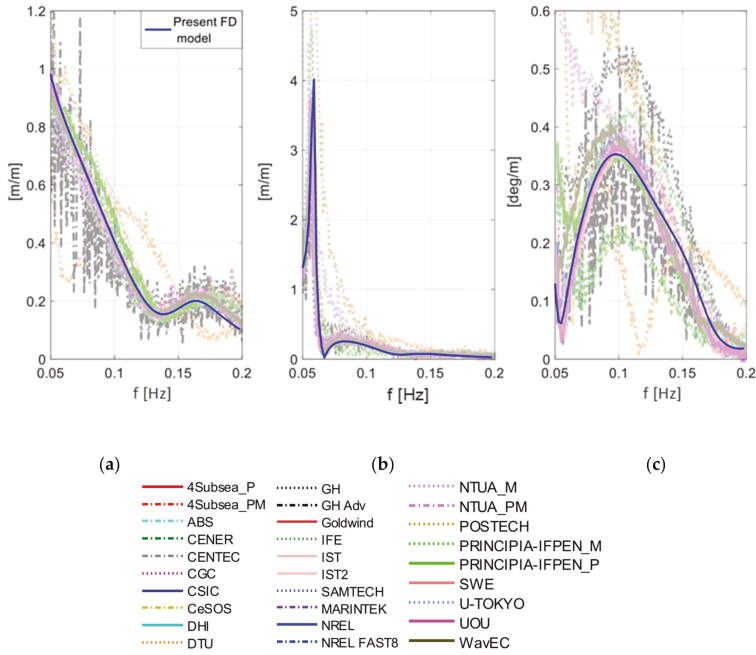 1.2
1
0.8
0.6
0.4
0.2
0
[m/m]
Present FD
model
0.05
0.1
0.15
0.2
f [Hz]
(a)
5
4
3
2
1
0
[m/m]
0.05
0.1
0.15
0.2
f [Hz]
(b)
0.6
0.5
0.4
0.3
0.2
0.1
0
[deg/m]
0.05
0.1
0.15
0.2
f [Hz]
(c)
4Subsea_P
4Subsea_PM
ABS
CENER
CENTEC
CGC
CSIC
CeSOS
DHI
DTU
GH
GH Adv
Goldwind
IFE
IST
IST2
SAMTECH
MARINTEK
NREL
NREL FAST8
NTUA_M
NTUA_PM
POSTECH
PRINCIPIA-IFPEN_M
PRINCIPIA-IFPEN_P
SWE
U-TOKYO
UOU
WavEC